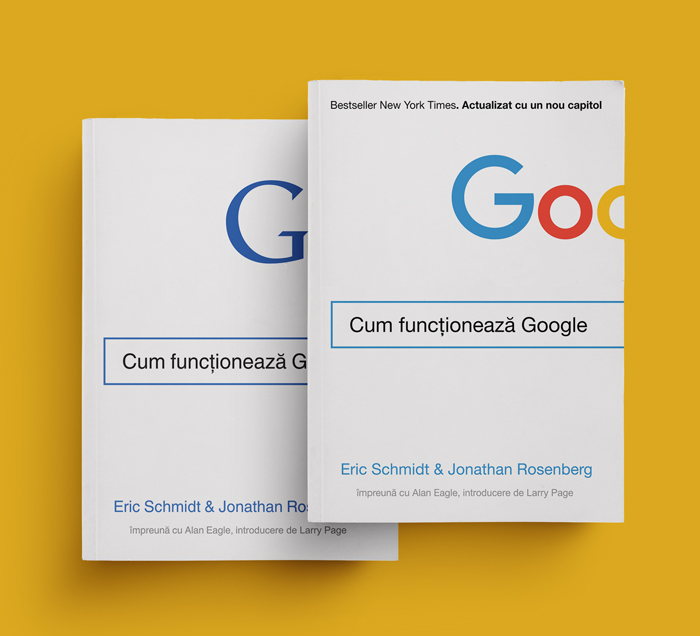 G
Cum funcționează G
Eric Schmidt & Jonathan Ros
împreună cu Alan Eagle, introducere de Larry Page
Bestseller New York Times. Actualizat cu un nou capitol
Goo
Cum funcționează Google
Eric Schmidt & Jonathan Rosenberg
împreună cu Alan Eagle, introducere de Larry Page